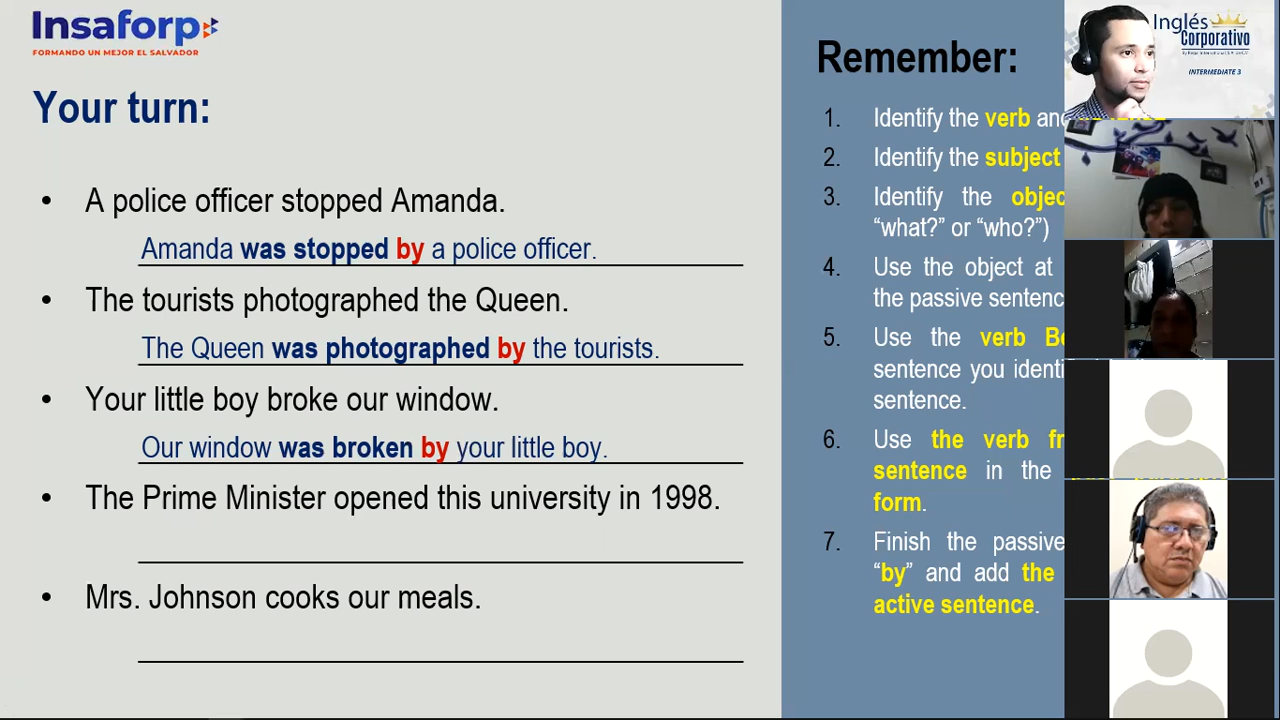 Insaforp
FORMANDO UN MEJOR EL SALVADOR
Your turn:
• A police officer stopped Amanda.
Amanda was stopped by a police officer.
• The tourists photographed the Queen.
The Queen was photographed by the tourists.
• Your little boy broke our window.
Our window was broken by your little boy.
• The Prime Minister opened this university in 1998.
• Mrs. Johnson cooks our meals.
Remember:
1. Identify the verb and
2. Identify the subject
3. Identify the objec
“what?” or “who?”)
4. Use the object at
the passive sentenc
5. Use the verb Be
sentence you identi
sentence.
6. Use the verb fr
sentence in the
form.
7. Finish the passive
“by” and add the
active sentence.
Inglés
Corporativo
INTERMEDIATE 3